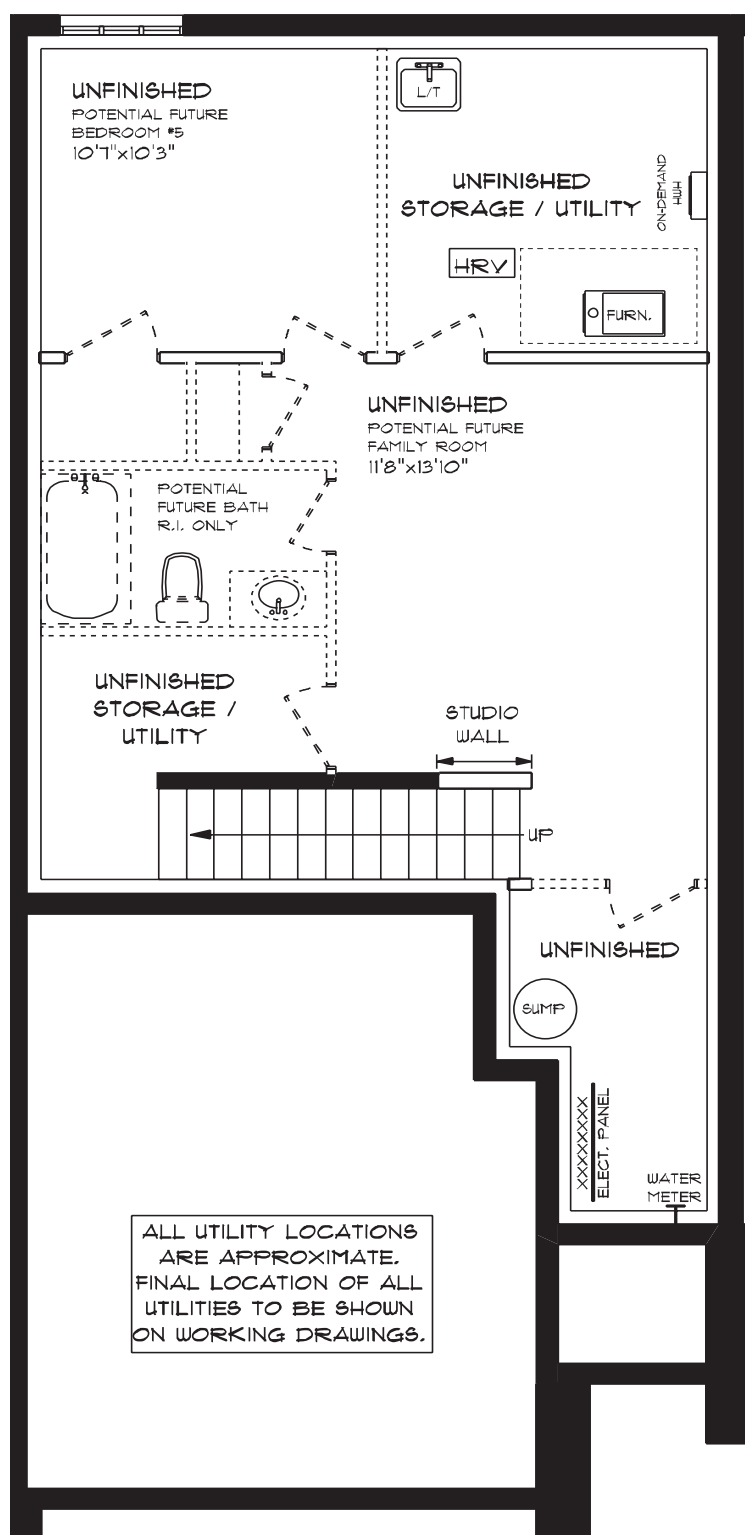 UNFINISHED
POTENTIAL FUTURE
BEDROOM #5
10'7"x10'3"
L/T
UNFINISHED
STORAGE / UTILITY
ON-DEMAND
HWH
HRV
FURN.
UNFINISHED
POTENTIAL FUTURE
FAMILY ROOM
11'8"x13'10"
POTENTIAL
FUTURE BATH
R.I. ONLY
UNFINISHED
STORAGE /
UTILITY
STUDIO
WALL
UP
UNFINISHED
SUMP
XXXXXXXX
ELECT. PANEL
WATER
METER
ALL UTILITY LOCATIONS
ARE APPROXIMATE.
FINAL LOCATION OF ALL
UTILITIES TO BE SHOWN
ON WORKING DRAWINGS.